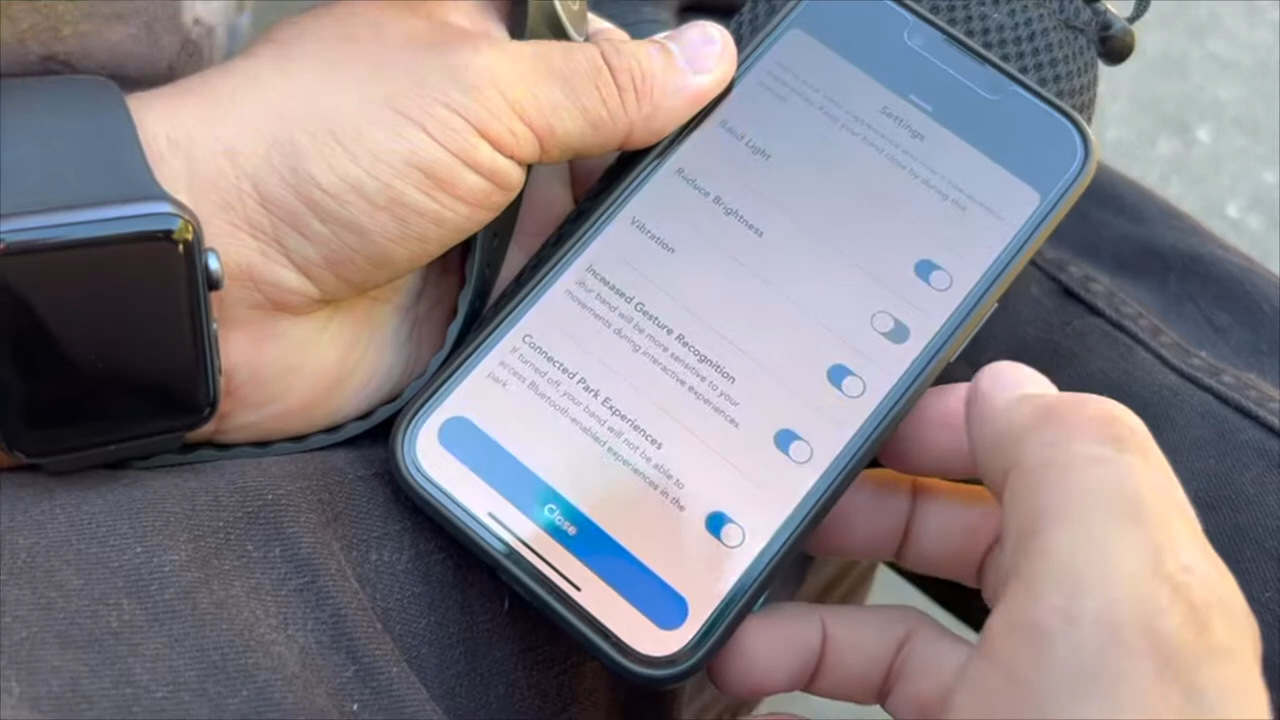 Settings
Band Light
Reduce Brightness
Vibration
Increased Gesture Recognition
Your band will be more sensitive to your
movements during interactive experiences.
Connected Park Experiences
If turned off, your band will not be able to
access Bluetooth-enabled experiences in the
park.
Close